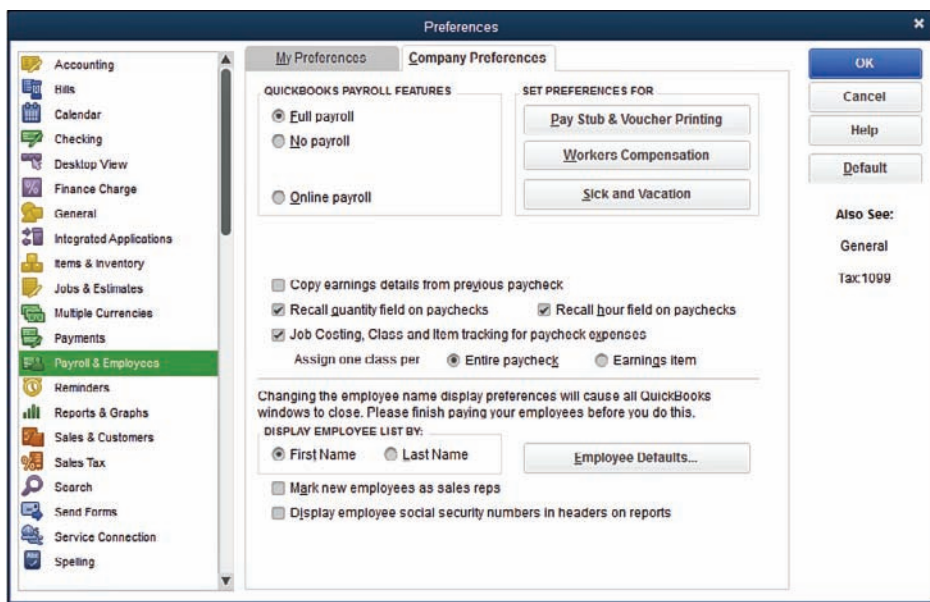 Preferences
Accounting
Bills
Calendar
Checking
Desktop View
Finance Charge
General
Integrated Applications
Items & Inventory
Jobs & Estimates
Multiple Currencies
Payments
Payroll & Employees
Reminders
Reports & Graphs
Sales & Customers
Sales Tax
Search
Send Forms
Service Connection
Spelling
My Preferences
Company Preferences
QUICKBOOKS PAYROLL FEATURES
Full payroll
No payroll
Online payroll
SET PREFERENCES FOR
Pay Stub & Voucher Printing
Workers Compensation
Sick and Vacation
Copy earnings details from previous paycheck
Recall quantity field on paychecks
Recall hour field on paychecks
Job Costing, Class and Item tracking for paycheck expenses
Assign one class per Entire paycheck Earnings item
Changing the employee name display preferences will cause all QuickBooks
windows to close. Please finish paying your employees before you do this.
DISPLAY EMPLOYEE LIST BY:
First Name Last Name
Employee Defaults...
Mark new employees as sales reps
Display employee social security numbers in headers on reports
OK
Cancel
Help
Default
Also See:
General
Tax:1099